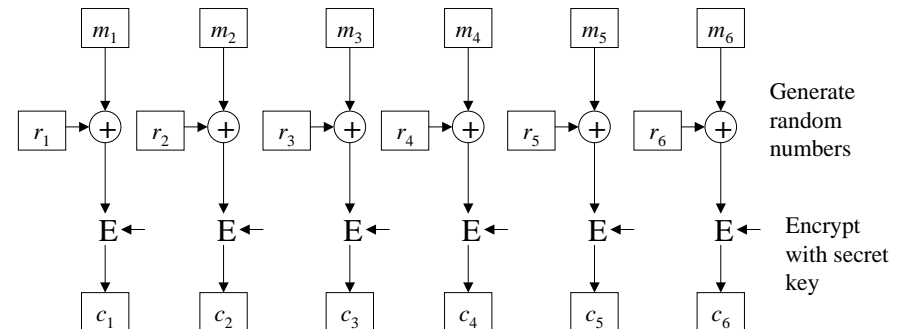 m1 m2 m3 m4 m5 m6
r1 + r2 + r3 + r4 + r5 + r6 +
Generate
random
numbers
E E E E E E
Encrypt
with secret
key
c1 c2 c3 c4 c5 c6